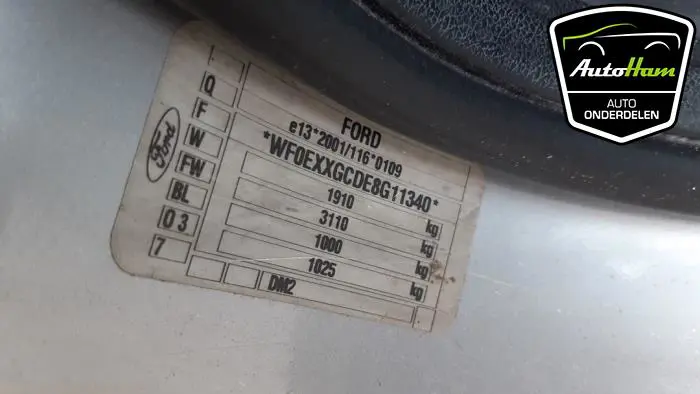 FORD
e13*2001/116*0109
*WF0EXXGCDE8G11340*
1910 kg
3110 kg
1000 kg
1025 kg
DM2
Q
F
W
FW
BL
0 3
7
Ford
AutoHam
AUTO
ONDERDELEN